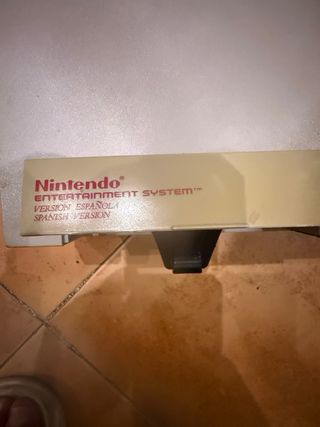 Nintendo®
ENTERTAINMENT SYSTEM™
VERSION ESPAÑOLA
SPANISH VERSION